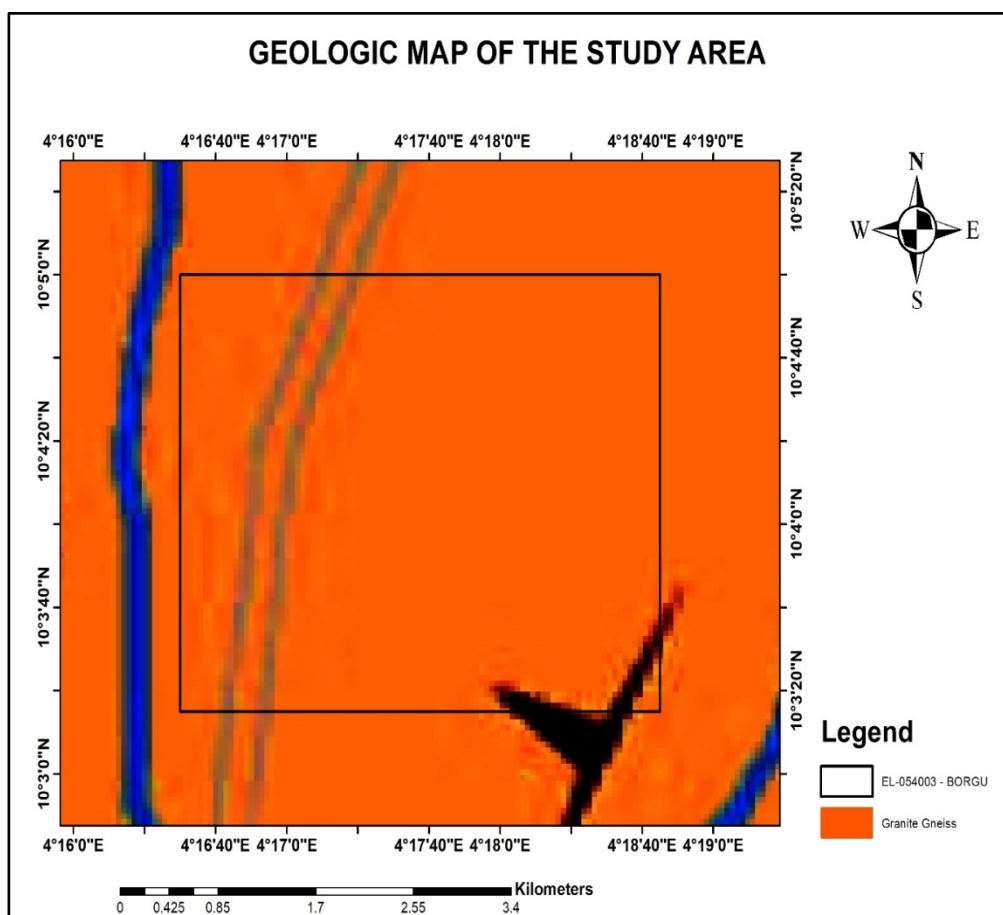 GEOLOGIC MAP OF THE STUDY AREA
4°16'0"E 4°16'40"E 4°17'0"E 4°17'40"E 4°18'0"E 4°18'40"E 4°19'0"E
N
W E
S
10°5'20"N
10°5'0"N
10°4'40"N
10°4'20"N
10°4'0"N
10°3'40"N
10°3'20"N
10°3'0"N
Legend
EL-054003 - BORGU
Granite Gneiss
4°16'0"E 4°16'40"E 4°17'0"E 4°17'40"E 4°18'0"E 4°18'40"E 4°19'0"E
Kilometers
0 0.425 0.85 1.7 2.55 3.4